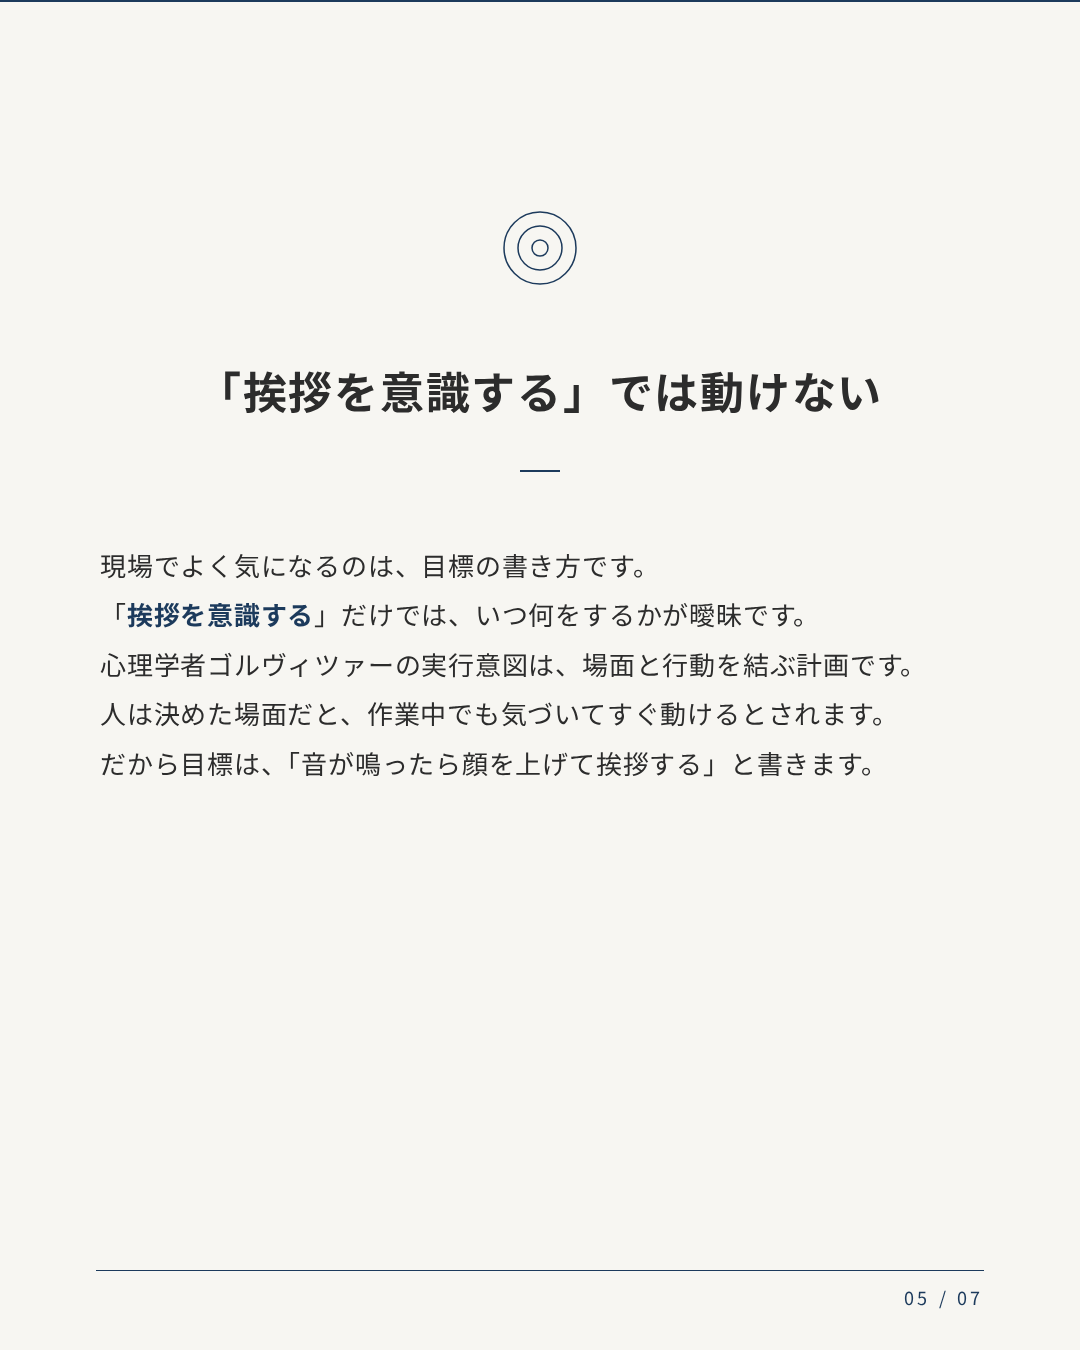 「挨拶を意識する」では動けない
現場でよく気になるのは、目標の書き方です。
「挨拶を意識する」だけでは、いつ何をするかが曖昧です。
心理学者ゴルヴィツァーの実行意図は、場面と行動を結ぶ計画です。
人は決めた場面だと、作業中でも気づいてすぐ動けるとされます。
だから目標は、「音が鳴ったら顔を上げて挨拶する」と書きます。
05 / 07